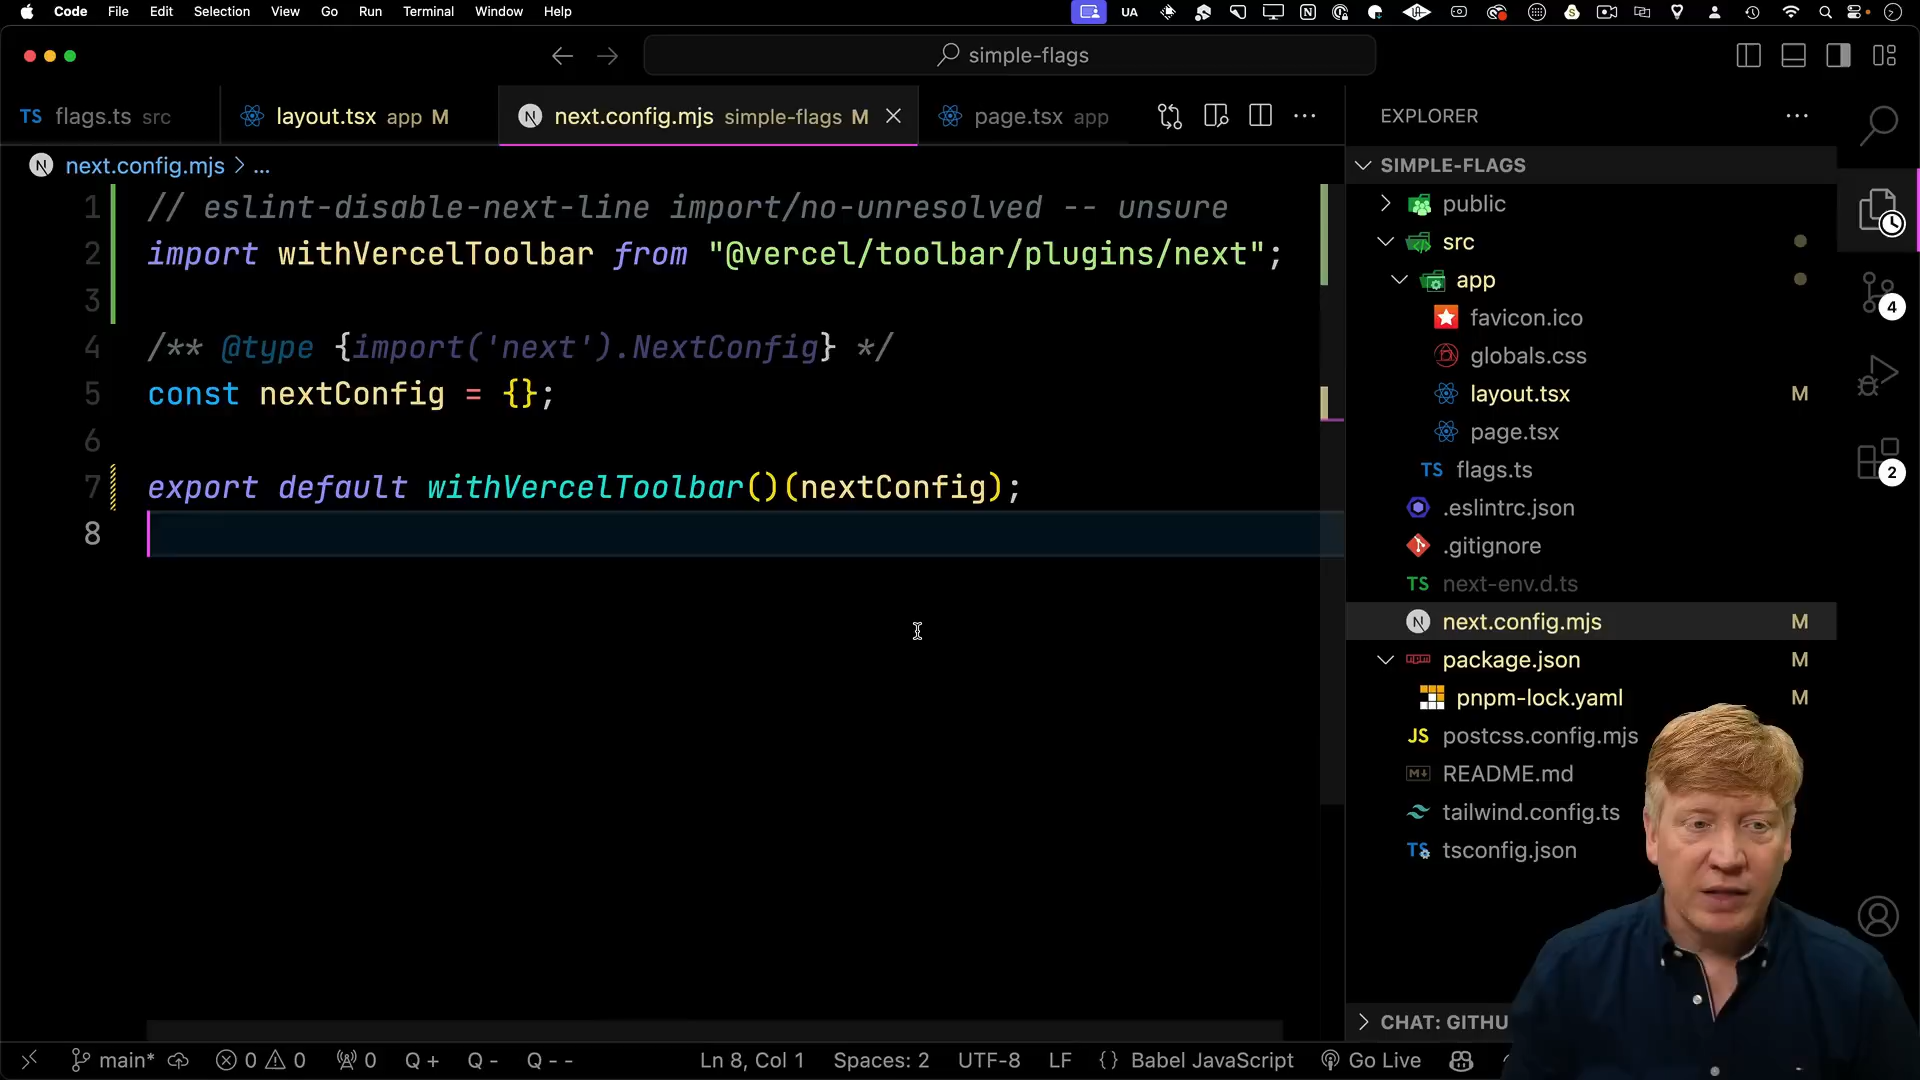 Code File Edit Selection View Go Run Terminal Window Help
UA
simple-flags
TS flags.ts src
layout.tsx app M
N next.config.mjs simple-flags M
page.tsx app
N next.config.mjs > ...
1 // eslint-disable-next-line import/no-unresolved -- unsure
2 import withVercelToolbar from "@vercel/toolbar/plugins/next";
3
4 /** @type {import('next').NextConfig} */
5 const nextConfig = {};
6
7 export default withVercelToolbar()(nextConfig);
8
EXPLORER
SIMPLE-FLAGS
public
src
app
favicon.ico
globals.css
layout.tsx M
page.tsx
TS flags.ts
.eslintrc.json
.gitignore
TS next-env.d.ts
N next.config.mjs M
package.json M
pnpm-lock.yaml M
JS postcss.config.mjs
README.md
tailwind.config.ts
TS tsconfig.json
CHAT: GITHU
4
2
main* 0 0 0 Q + Q - Q - - Ln 8, Col 1 Spaces: 2 UTF-8 LF {} Babel JavaScript Go Live